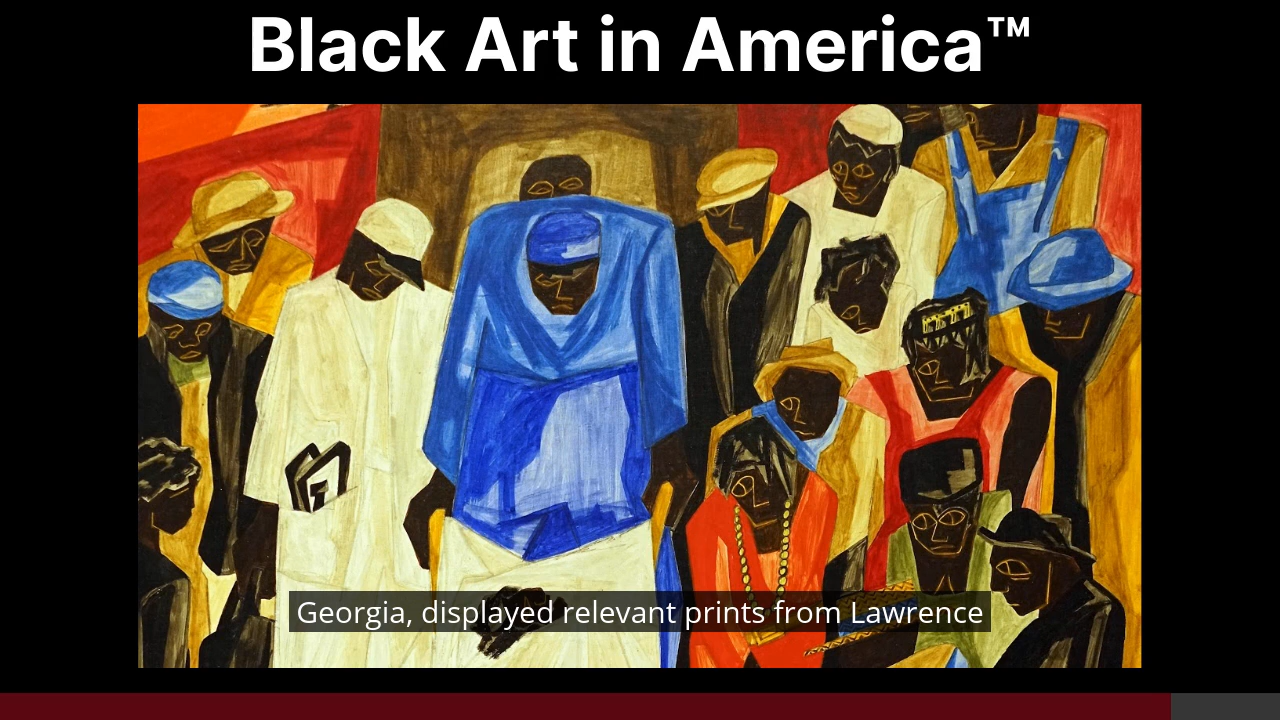 Black Art in America™
Georgia, displayed relevant prints from Lawrence